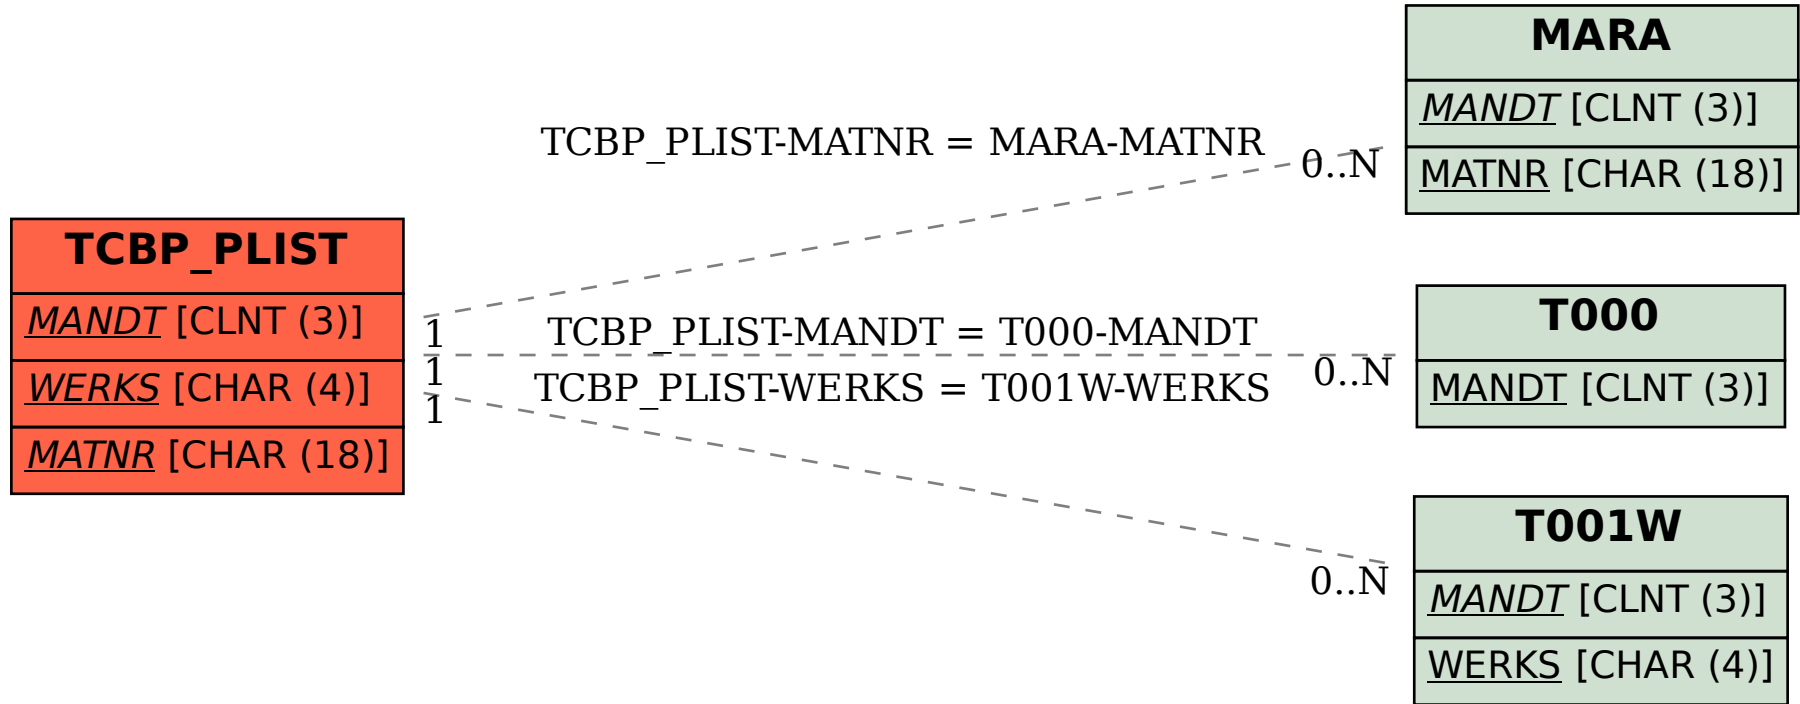 TCBP_PLIST
MANDT [CLNT (3)]
WERKS [CHAR (4)]
MATNR [CHAR (18)]
TCBP_PLIST-MATNR = MARA-MATNR
1
0..N
TCBP_PLIST-MANDT = T000-MANDT
1
0..N
TCBP_PLIST-WERKS = T001W-WERKS
1
0..N
MARA
MANDT [CLNT (3)]
MATNR [CHAR (18)]
T000
MANDT [CLNT (3)]
T001W
MANDT [CLNT (3)]
WERKS [CHAR (4)]